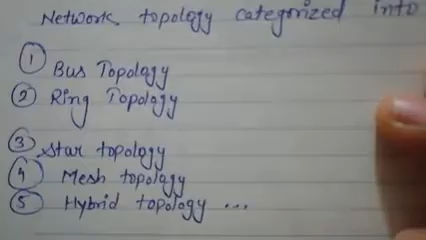 Network topology categorized into
① Bus Topology
② Ring Topology
③ Star topology
④ Mesh topology
⑤ Hybrid topology ...